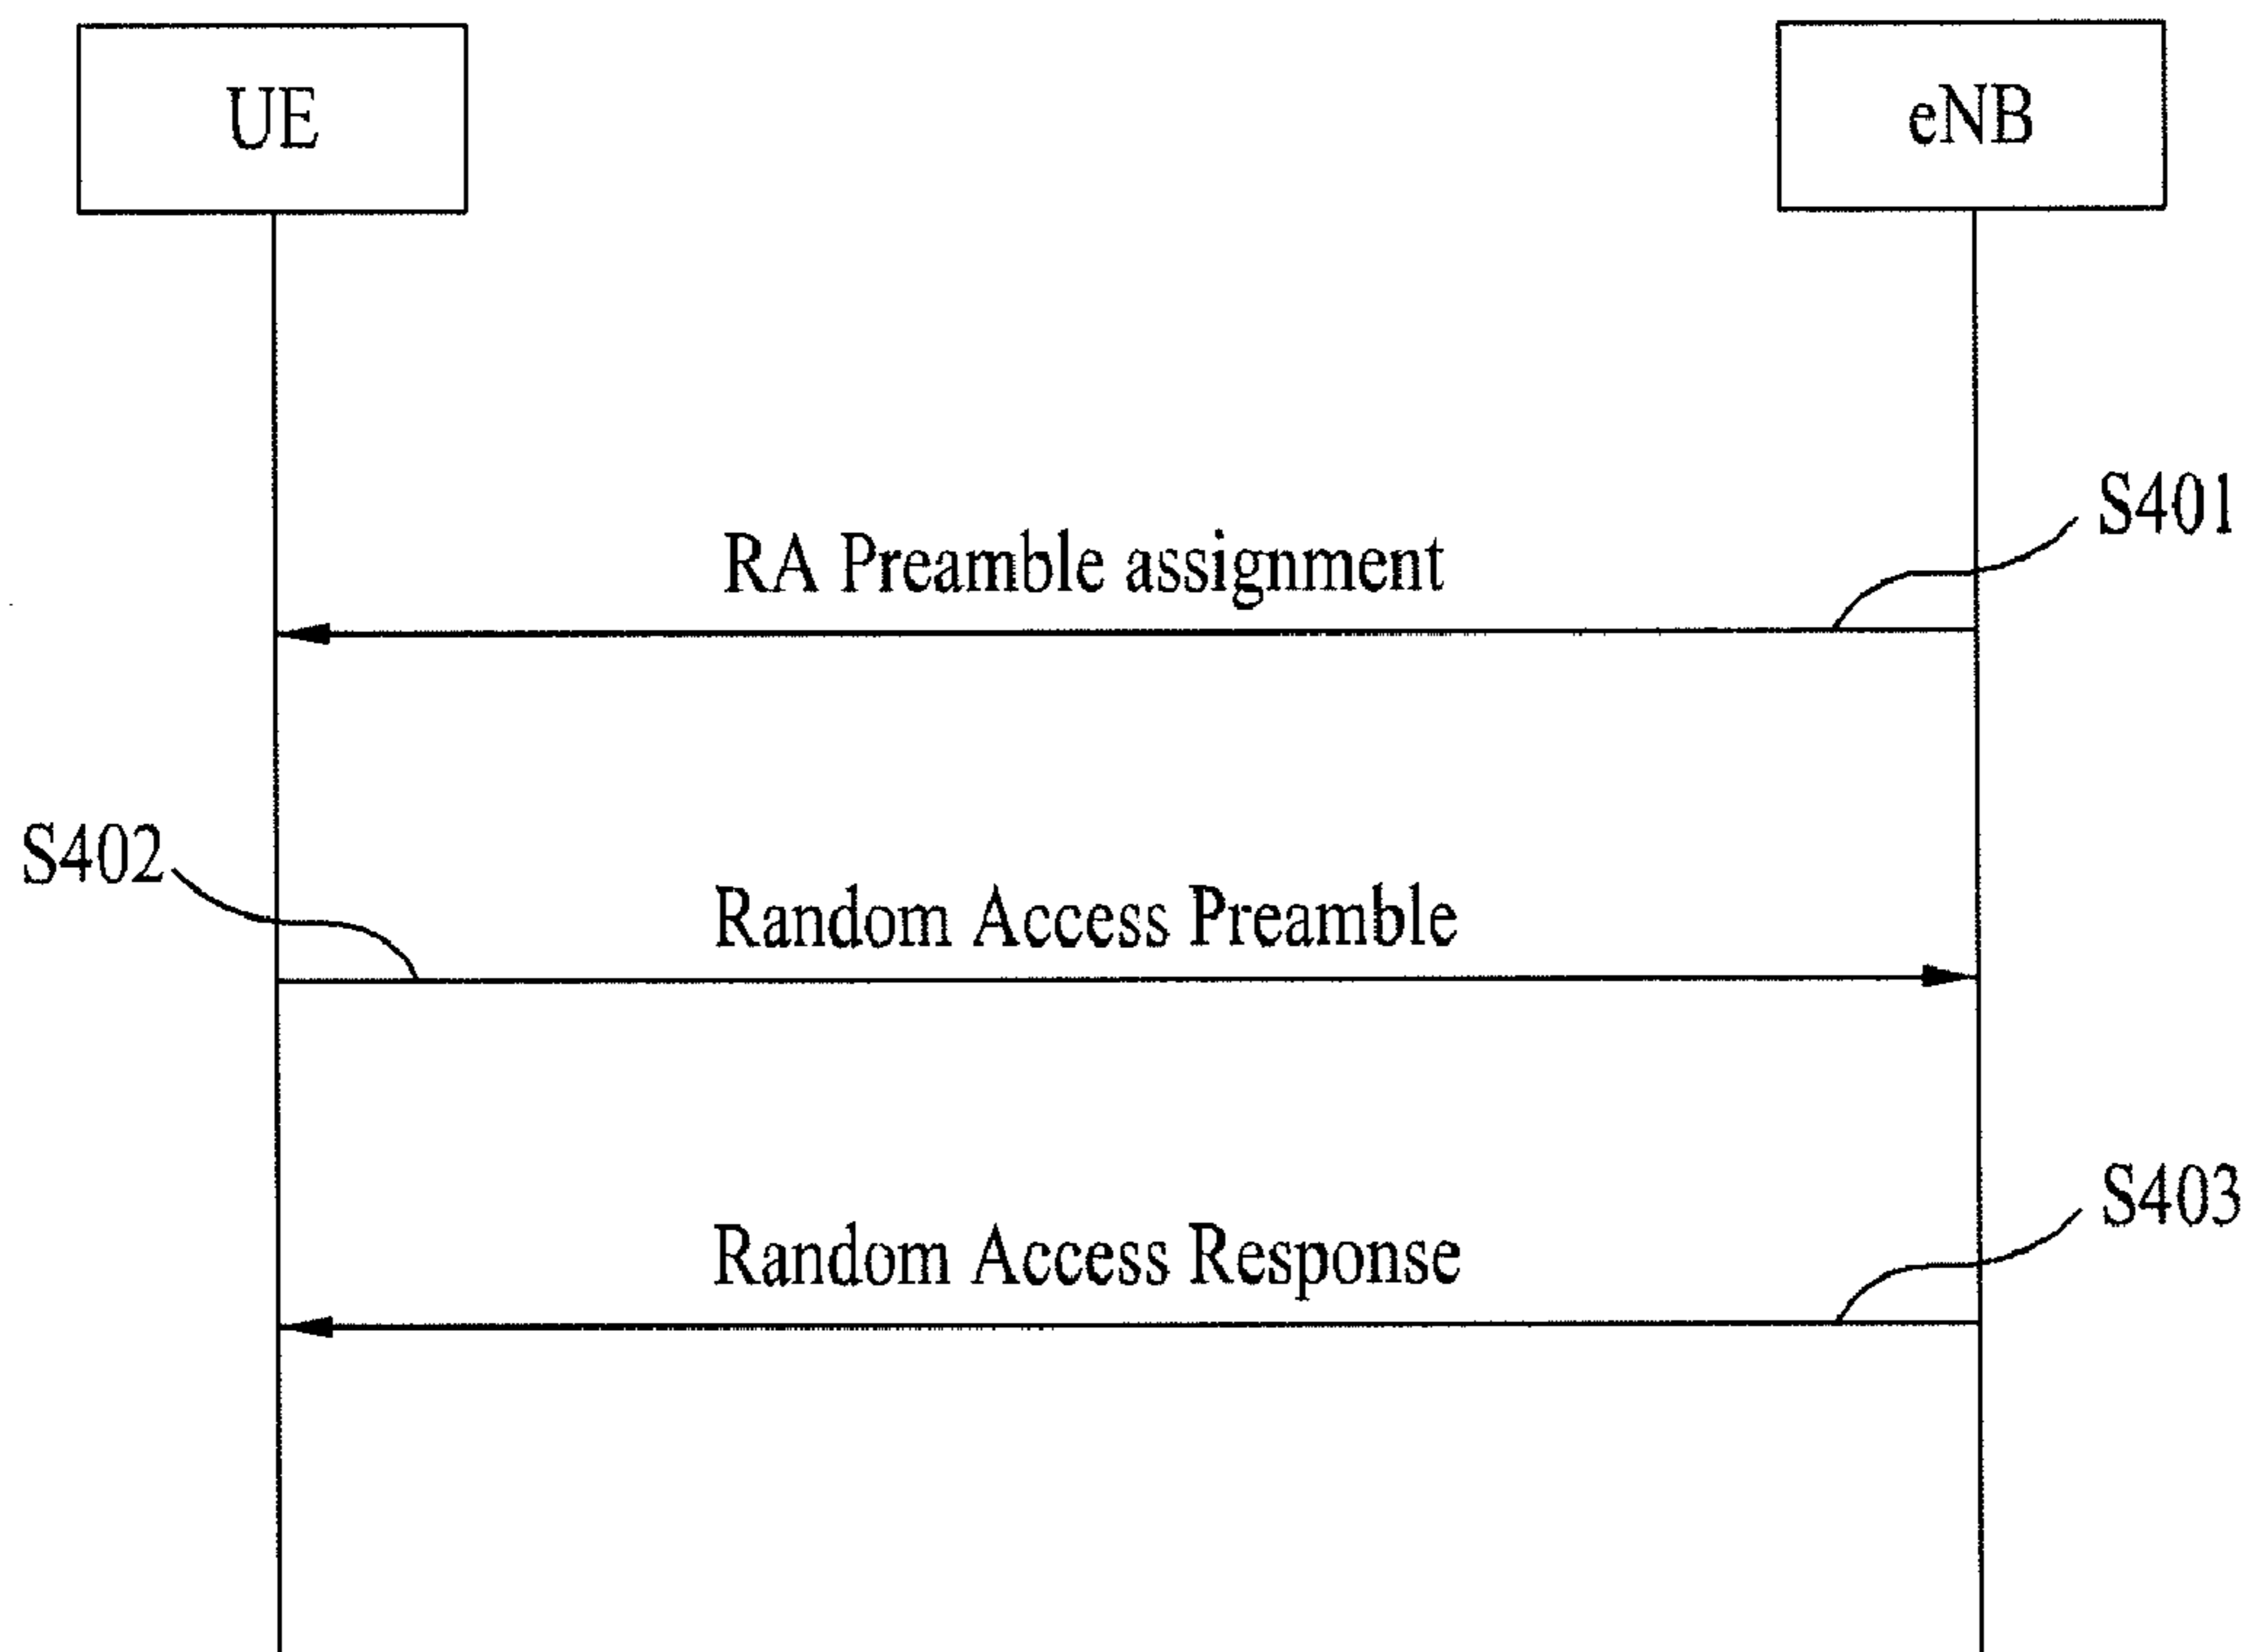 UE
eNB
S401
RA Preamble assignment
S402
Random Access Preamble
S403
Random Access Response